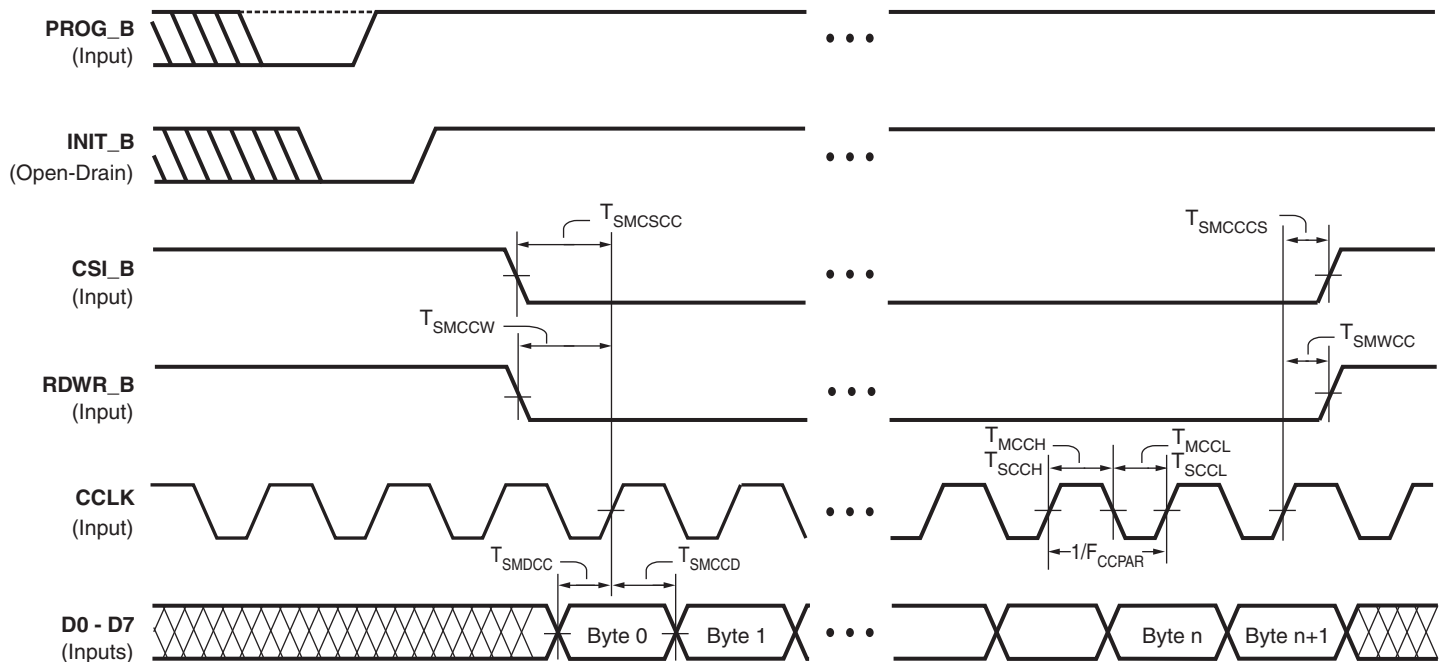 PROG_B
(Input)
INIT_B
(Open-Drain)
T_SMCSCC
T_SMCCCS
CSI_B
(Input)
T_SMCCW
T_SMWCC
RDWR_B
(Input)
T_MCCH
T_SCCH
T_MCCL
T_SCCL
CCLK
(Input)
1/F_CCPAR
T_SMDCC
T_SMCCD
D0 - D7
(Inputs)
Byte 0
Byte 1
Byte n
Byte n+1